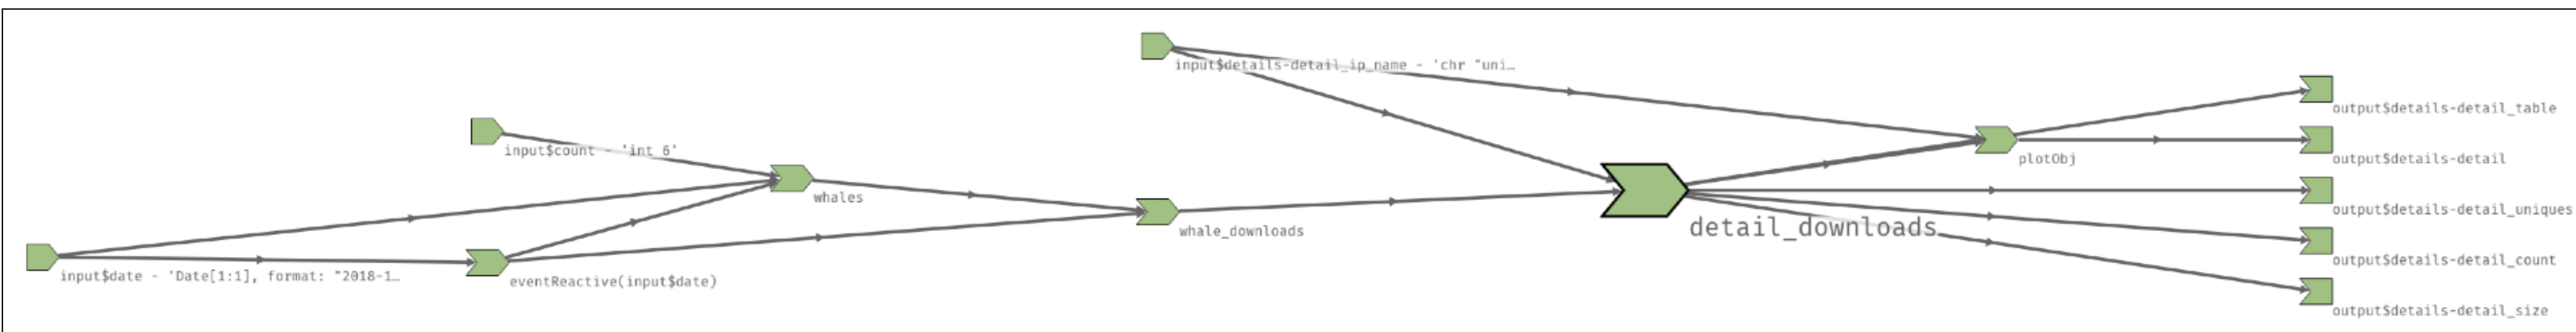 input$details-detail_ip_name - 'chr "uni…
output$details-detail_table
input$count - 'int 6'
output$details-detail
plotObj
whales
output$details-detail_uniques
detail_downloads
whale_downloads
output$details-detail_count
input$date - 'Date[1:1], format: "2018-1…
eventReactive(input$date)
output$details-detail_size